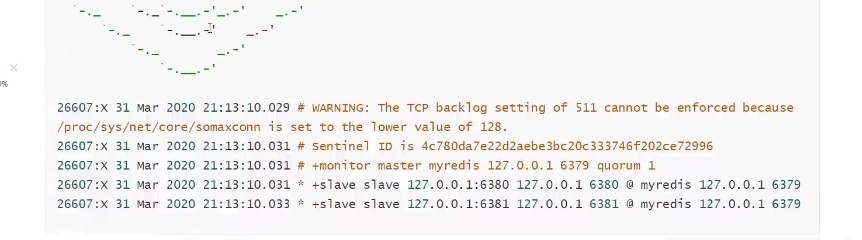 26607:X 31 Mar 2020 21:13:10.029 # WARNING: The TCP backlog setting of 511 cannot be enforced because
/proc/sys/net/core/somaxconn is set to the lower value of 128.
26607:X 31 Mar 2020 21:13:10.031 # Sentinel ID is 4c780da7e22d2aebe3bc20c333746f202ce72996
26607:X 31 Mar 2020 21:13:10.031 # +monitor master myredis 127.0.0.1 6379 quorum 1
26607:X 31 Mar 2020 21:13:10.031 * +slave slave 127.0.0.1:6380 127.0.0.1 6380 @ myredis 127.0.0.1 6379
26607:X 31 Mar 2020 21:13:10.033 * +slave slave 127.0.0.1:6381 127.0.0.1 6381 @ myredis 127.0.0.1 6379